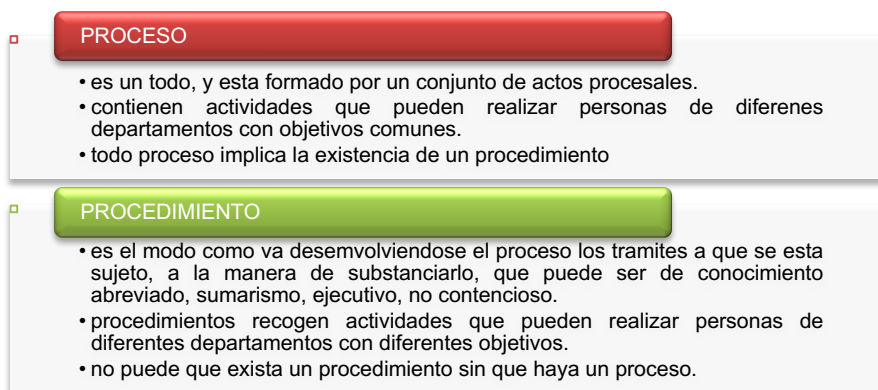 PROCESO
• es un todo, y esta formado por un conjunto de actos procesales.
• contienen actividades que pueden realizar personas de diferenes
departamentos con objetivos comunes.
• todo proceso implica la existencia de un procedimiento
PROCEDIMIENTO
• es el modo como va desemvolviendose el proceso los tramites a que se esta
sujeto, a la manera de substanciarlo, que puede ser de conocimiento
abreviado, sumarismo, ejecutivo, no contencioso.
• procedimientos recogen actividades que pueden realizar personas de
diferentes departamentos con diferentes objetivos.
• no puede que exista un procedimiento sin que haya un proceso.